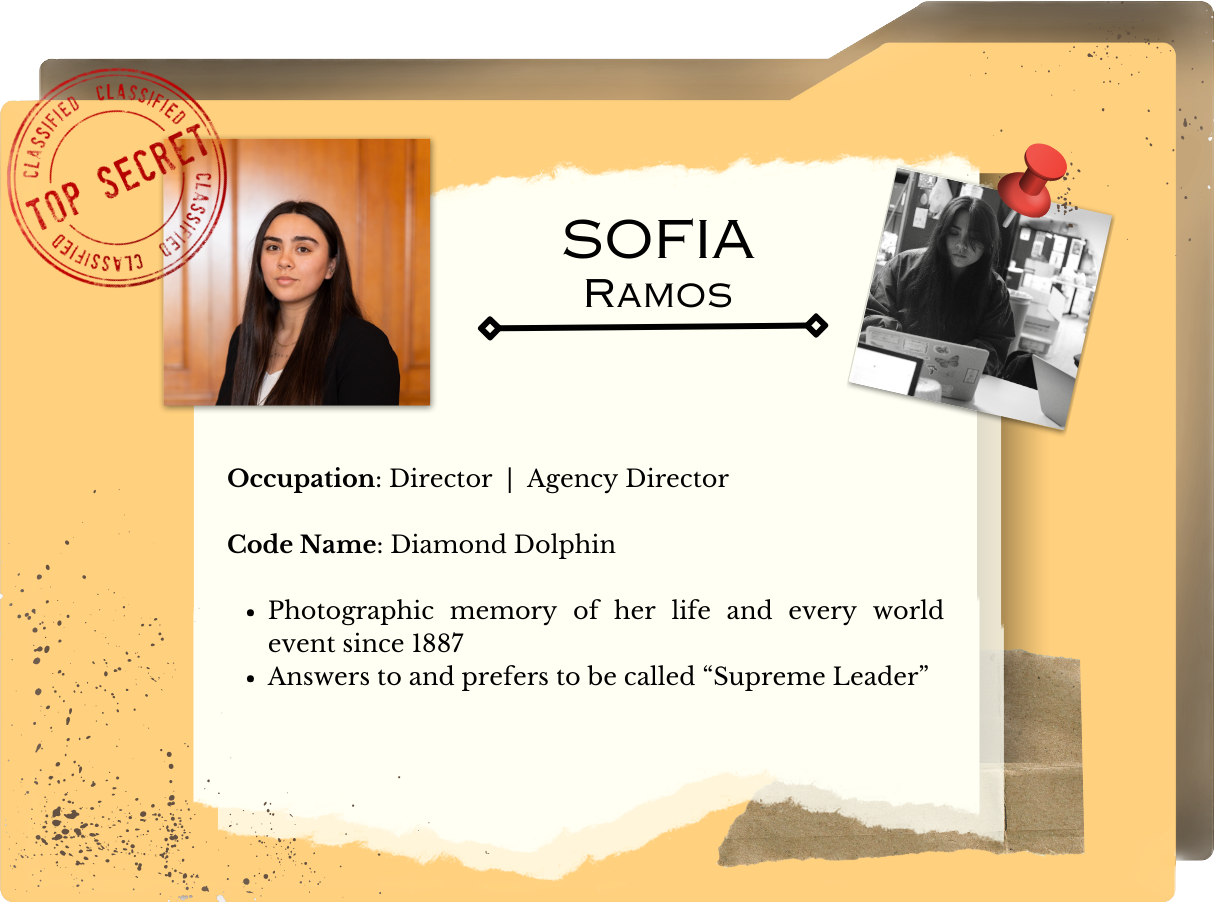 CLASSIFIED CLASSIFIED
TOP SECRET
CLASSIFIED CLASSIFIED
SOFIA
RAMOS
Occupation: Director | Agency Director
Code Name: Diamond Dolphin
• Photographic memory of her life and every world
event since 1887
• Answers to and prefers to be called “Supreme Leader”